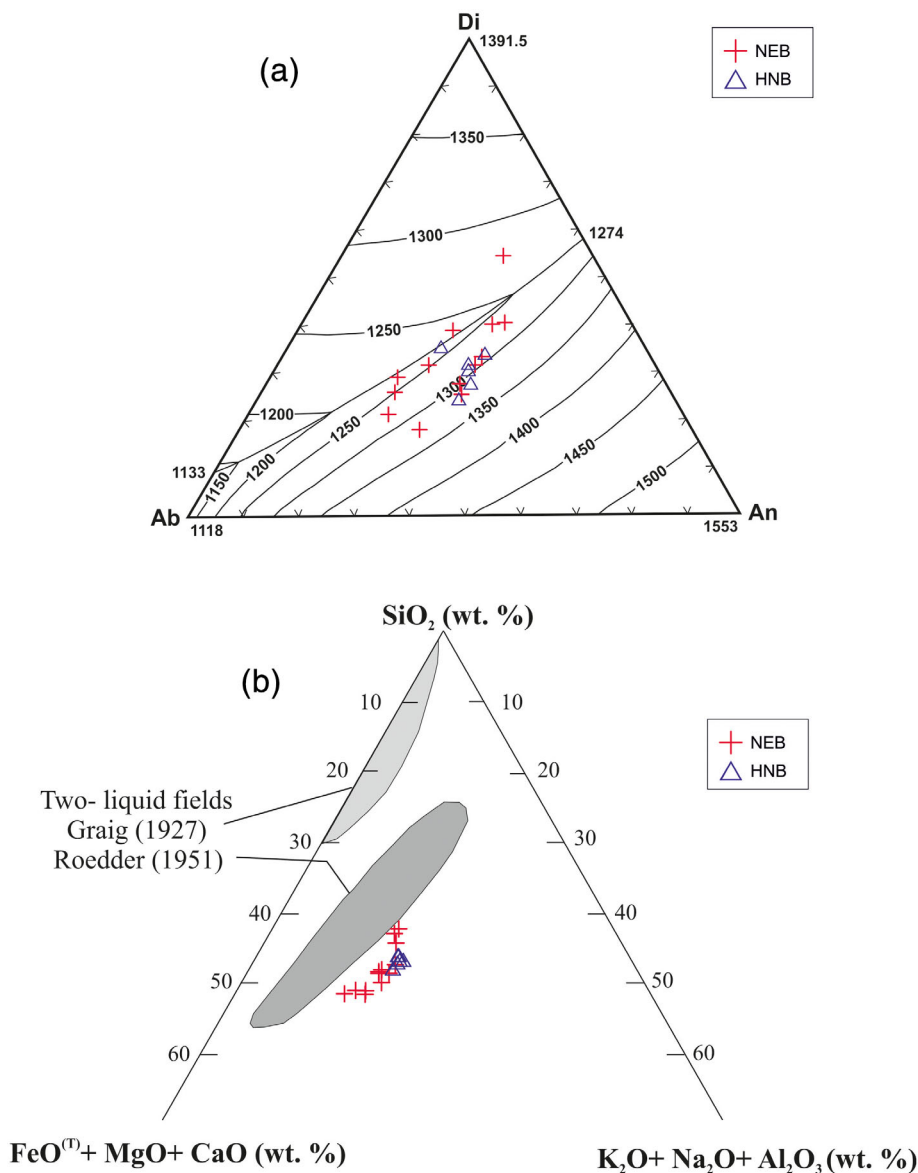 Di
1391.5
(a)
NEB
HNB
1350
1274
1300
1250
1300
1200
1250
1350
1400
1133
1200
1450
1150
1500
Ab
An
1118
1553
SiO₂ (wt. %)
(b)
10
10
NEB
HNB
20
20
Two- liquid fields
Graig (1927)
30
30
Roedder (1951)
40
40
50
50
60
60
FeO⁽ᵀ⁾+ MgO+ CaO (wt. %)
K₂O+ Na₂O+ Al₂O₃ (wt. %)